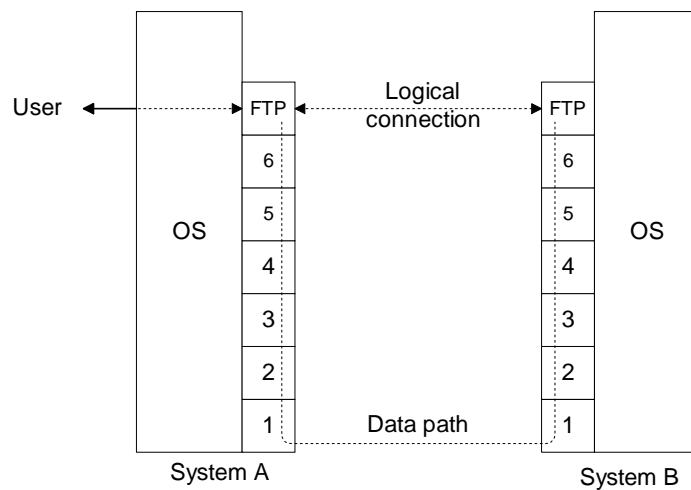 User
FTP
Logical
connection
FTP
6
6
5
5
OS
OS
4
4
3
3
2
2
1
Data path
1
System A
System B